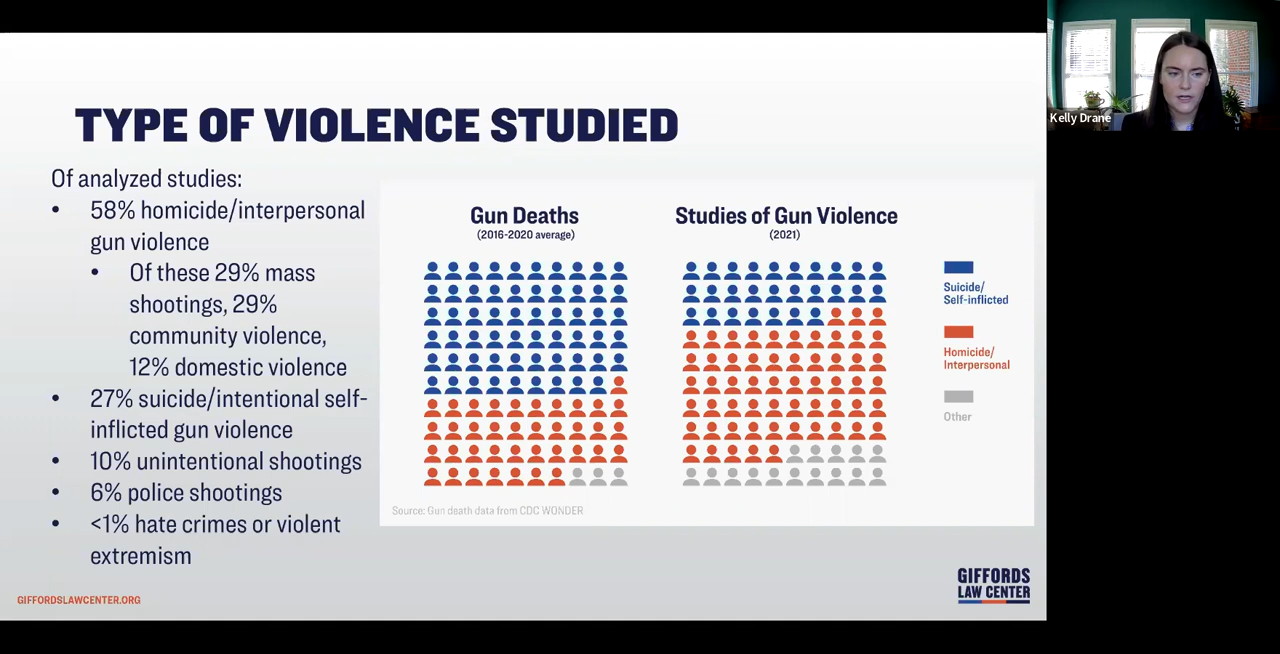 TYPE OF VIOLENCE STUDIED
Of analyzed studies:
• 58% homicide/interpersonal
gun violence
• Of these 29% mass
shootings, 29%
community violence,
12% domestic violence
• 27% suicide/intentional self-
inflicted gun violence
• 10% unintentional shootings
• 6% police shootings
• <1% hate crimes or violent
extremism
Gun Deaths
(2016-2020 average)
Studies of Gun Violence
(2021)
Suicide/
Self-inflicted
Homicide/
Interpersonal
Other
Source: Gun death data from CDC WONDER
GIFFORDSLAWCENTER.ORG
GIFFORDS
LAW CENTER
Kelly Drane